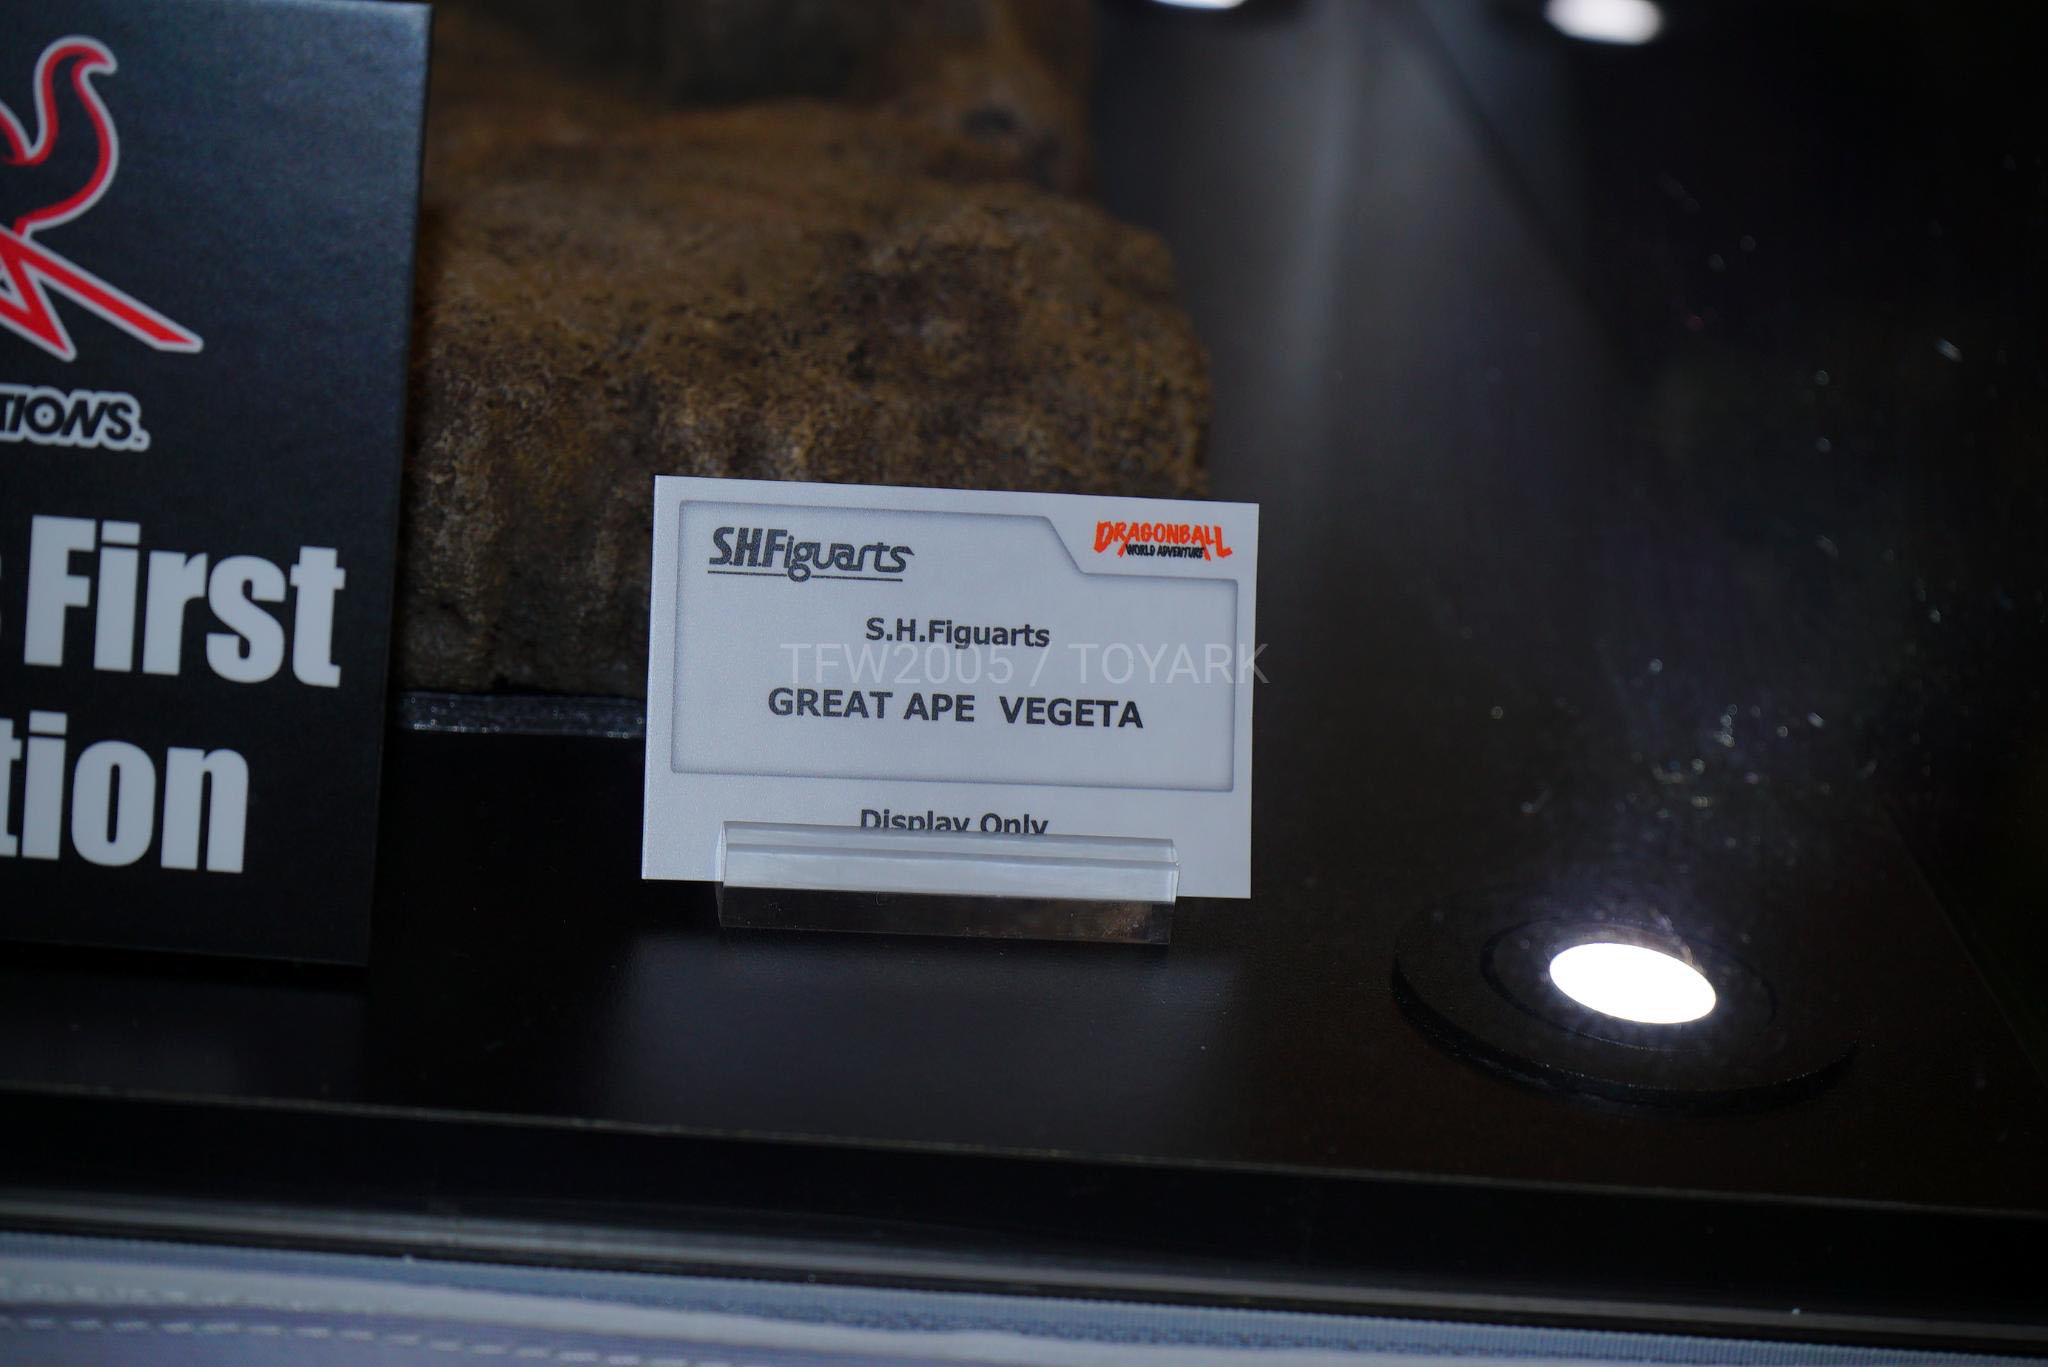 TIONS.
First
tion
S.H.Figuarts
DRAGONBALL
WORLD ADVENTURE
S.H.Figuarts
TFW2005 / TOYARK
GREAT APE VEGETA
Display Only